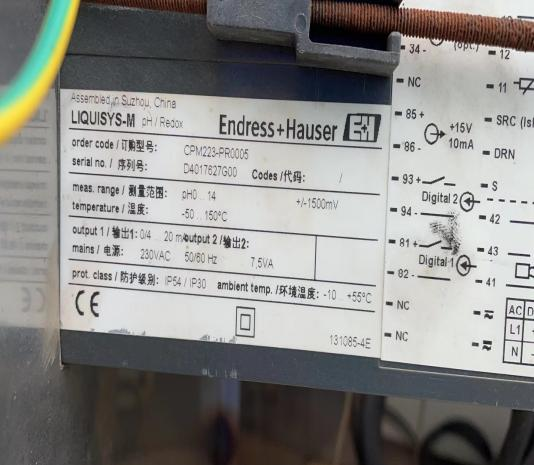 Assembled in Suzhou, China
LIQUISYS-M pH / Redox
Endress+Hauser
order code / 订购型号: CPM223-PR0005
serial no. / 序列号: D4017627G00 Codes /代码: /
meas. range / 测量范围: pH0 .. 14 +/-1500mV
temperature / 温度: -50 .. 150°C
output 1 / 输出1: 0/4 .. 20 mA output 2 / 输出2:
mains / 电源: 230VAC 50/60 Hz 7,5VA
prot. class / 防护级别: IP54 / IP30 ambient temp. /环境温度: -10 .. +55°C
CE
131085-4E
34 -
(opt.)
12
NC
11
85 +
+15V
10mA
SRC
86 -
DRN
93 +
S
Digital 2
94 -
42
81 +
43
Digital 1
82 -
41
NC
AC
L1
NC
N